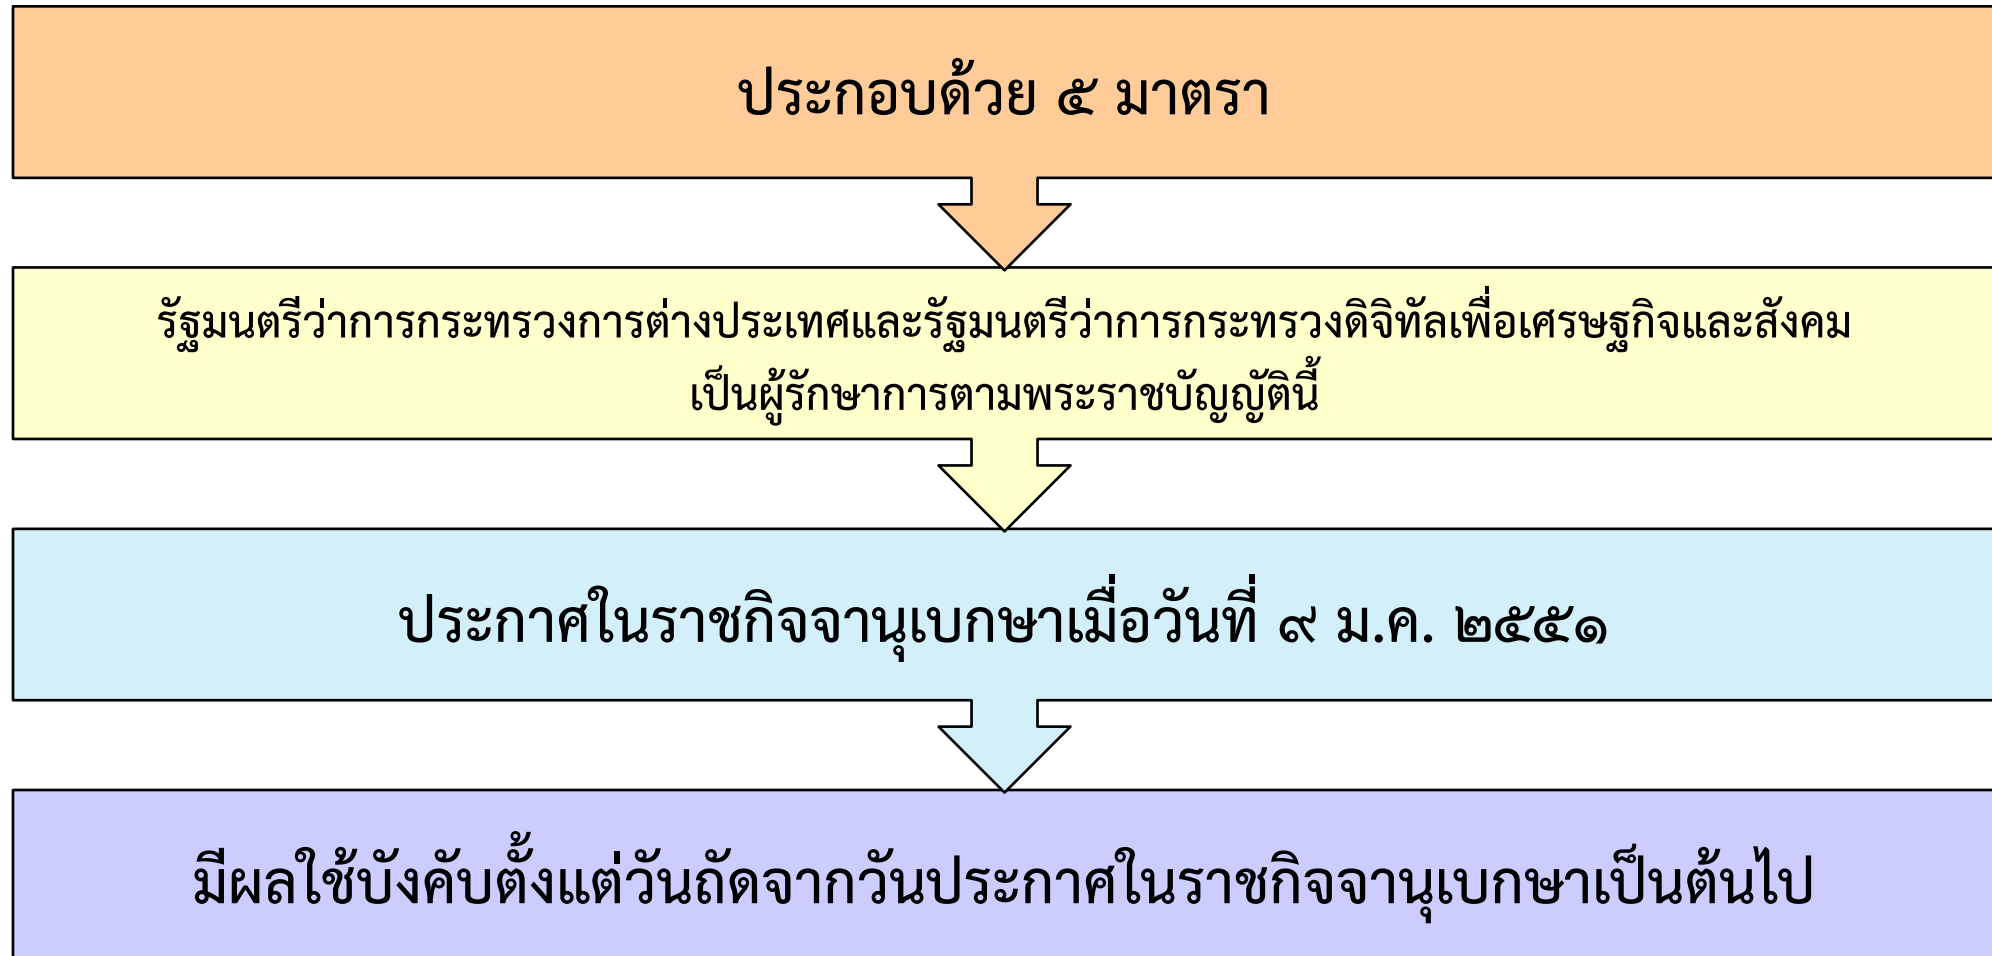 ประกอบด้วย ๕ มาตรา
รัฐมนตรีว่าการกระทรวงการต่างประเทศและรัฐมนตรีว่าการกระทรวงดิจิทัลเพื่อเศรษฐกิจและสังคม
เป็นผู้รักษาการตามพระราชบัญญัตินี้
ประกาศในราชกิจจานุเบกษาเมื่อวันที่ ๙ ม.ค. ๒๕๕๑
มีผลใช้บังคับตั้งแต่วันถัดจากวันประกาศในราชกิจจานุเบกษาเป็นต้นไป